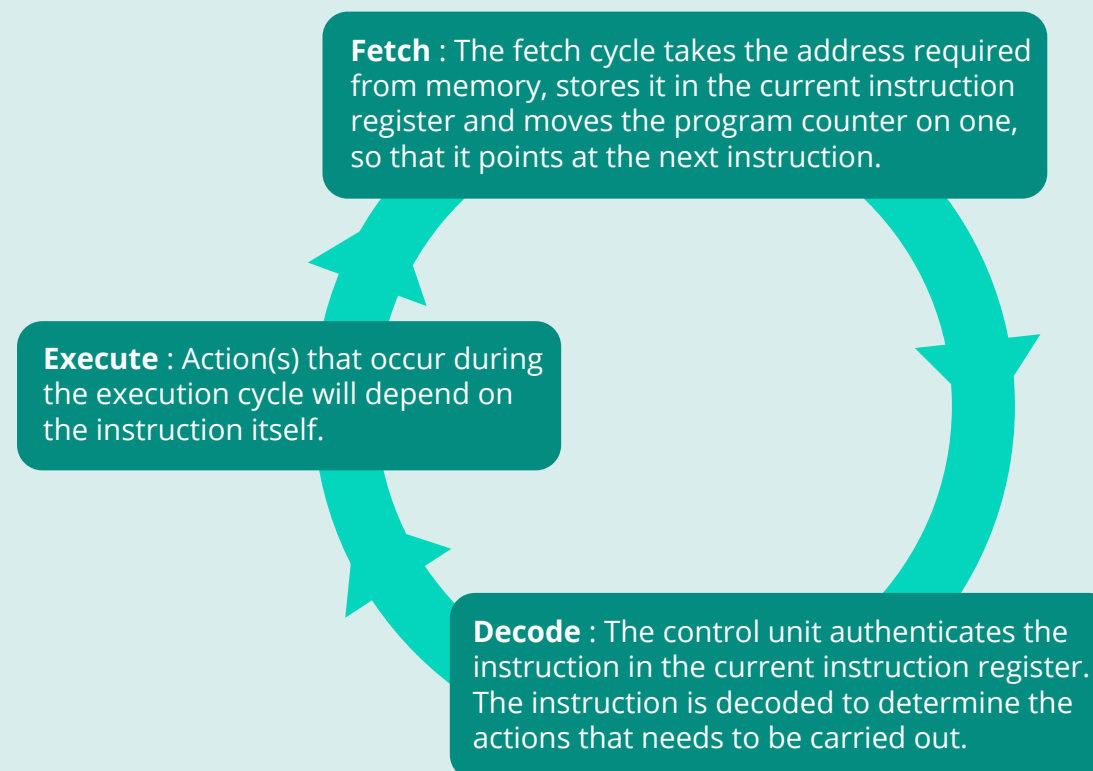 Fetch : The fetch cycle takes the address required
from memory, stores it in the current instruction
register and moves the program counter on one,
so that it points at the next instruction.
Execute : Action(s) that occur during
the execution cycle will depend on
the instruction itself.
Decode : The control unit authenticates the
instruction in the current instruction register.
The instruction is decoded to determine the
actions that needs to be carried out.